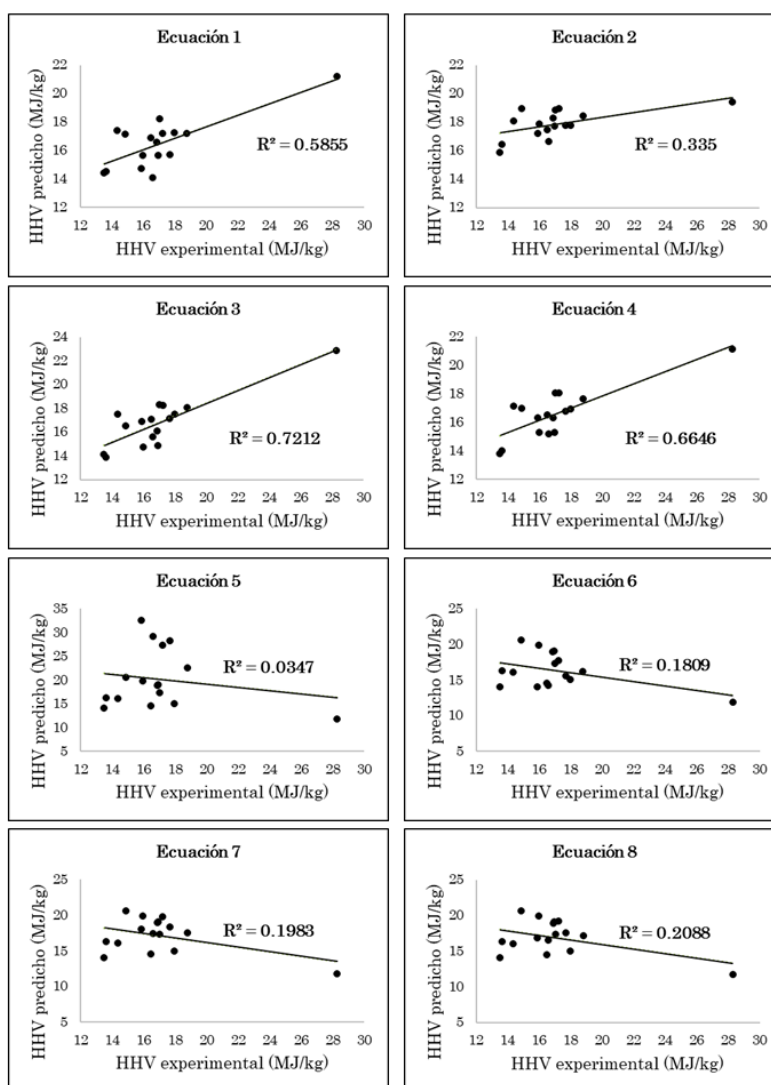 Ecuación 1
HHV predicho (MJ/kg)
22
20
18
16
14
12
R² = 0.5855
12 14 16 18 20 22 24 26 28 30
HHV experimental (MJ/kg)
Ecuación 2
HHV predicho (MJ/kg)
22
20
18
16
14
12
R² = 0.335
12 14 16 18 20 22 24 26 28 30
HHV experimental (MJ/kg)
Ecuación 3
HHV predicho (MJ/kg)
24
22
20
18
16
14
12
R² = 0.7212
12 14 16 18 20 22 24 26 28 30
HHV experimental (MJ/kg)
Ecuación 4
HHV predicho (MJ/kg)
22
20
18
16
14
12
R² = 0.6646
12 14 16 18 20 22 24 26 28 30
HHV experimental (MJ/kg)
Ecuación 5
HHV predicho (MJ/kg)
35
30
25
20
15
10
5
R² = 0.0347
12 14 16 18 20 22 24 26 28 30
HHV experimental (MJ/kg)
Ecuación 6
HHV predicho (MJ/kg)
25
20
15
10
5
R² = 0.1809
12 14 16 18 20 22 24 26 28 30
HHV experimental (MJ/kg)
Ecuación 7
HHV predicho (MJ/kg)
25
20
15
10
5
R² = 0.1983
12 14 16 18 20 22 24 26 28 30
HHV experimental (MJ/kg)
Ecuación 8
HHV predicho (MJ/kg)
25
20
15
10
5
R² = 0.2088
12 14 16 18 20 22 24 26 28 30
HHV experimental (MJ/kg)